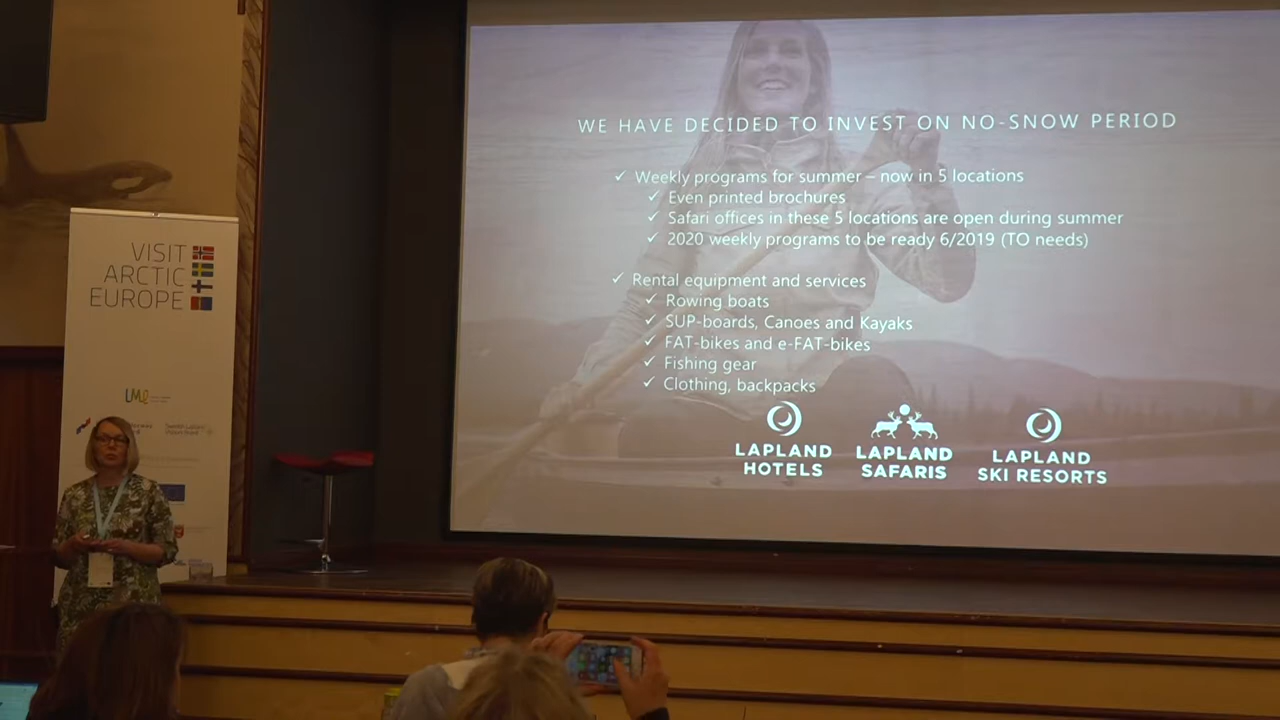 WE HAVE DECIDED TO INVEST ON NO-SNOW PERIOD
✓ Weekly programs for summer – now in 5 locations
✓ Even printed brochures
✓ Safari offices in these 5 locations are open during summer
✓ 2020 weekly programs to be ready 6/2019 (TO needs)
✓ Rental equipment and services
✓ Rowing boats
✓ SUP-boards, Canoes and Kayaks
✓ FAT-bikes and e-FAT-bikes
✓ Fishing gear
✓ Clothing, backpacks
LAPLAND
HOTELS
LAPLAND
SAFARIS
LAPLAND
SKI RESORTS
VISIT
ARCTIC
EUROPE